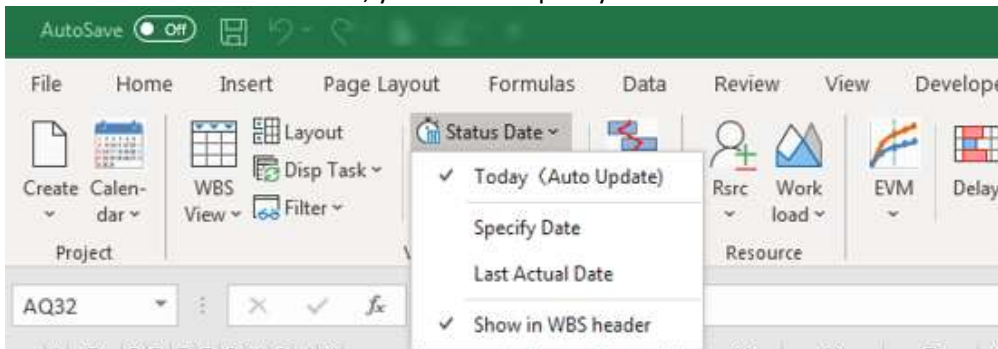 AutoSave Off
File Home Insert Page Layout Formulas Data Review View Develope
Create Calen-
dar
Project
WBS
View
Layout
Disp Task
Filter
Status Date
✓ Today (Auto Update)
Specify Date
Last Actual Date
✓ Show in WBS header
Rsrc Work
load
Resource
EVM
Delay
AQ32
fx